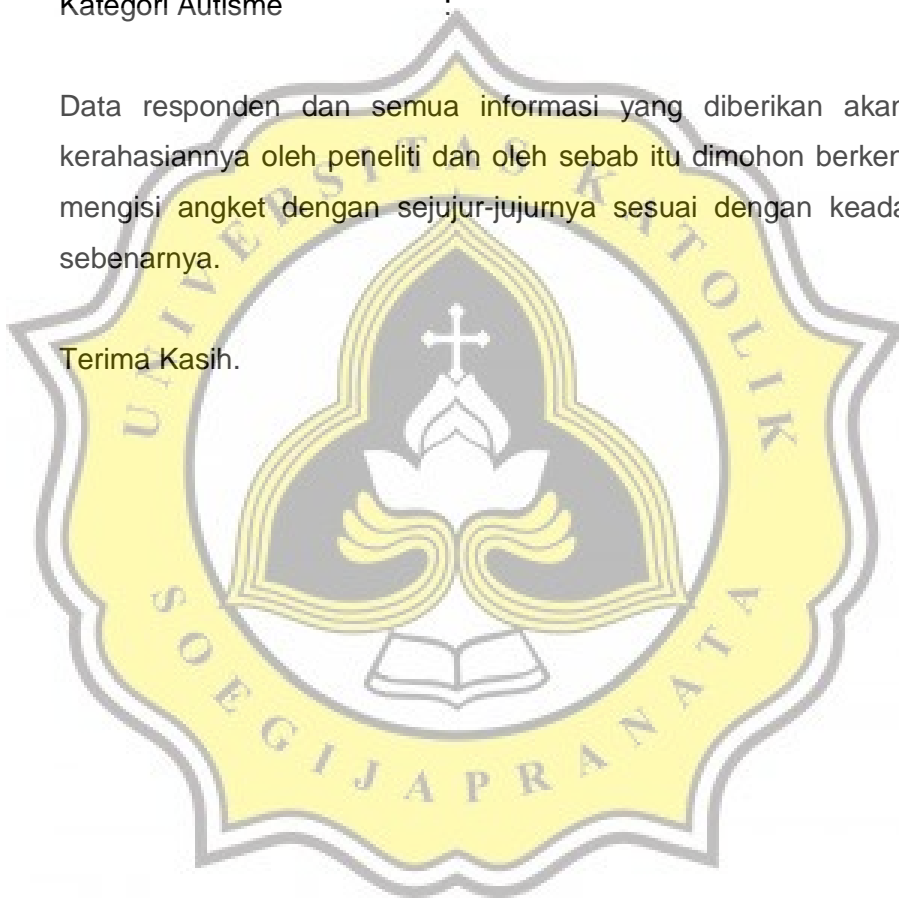 Kategori Autisme :
Data responden dan semua informasi yang diberikan akan
kerahasiannya oleh peneliti dan oleh sebab itu dimohon berken
mengisi angket dengan sejujur-jujurnya sesuai dengan keada
sebenarnya.
Terima Kasih.
UNIVERSITAS KATOLIK
SOEGIJAPRANATA